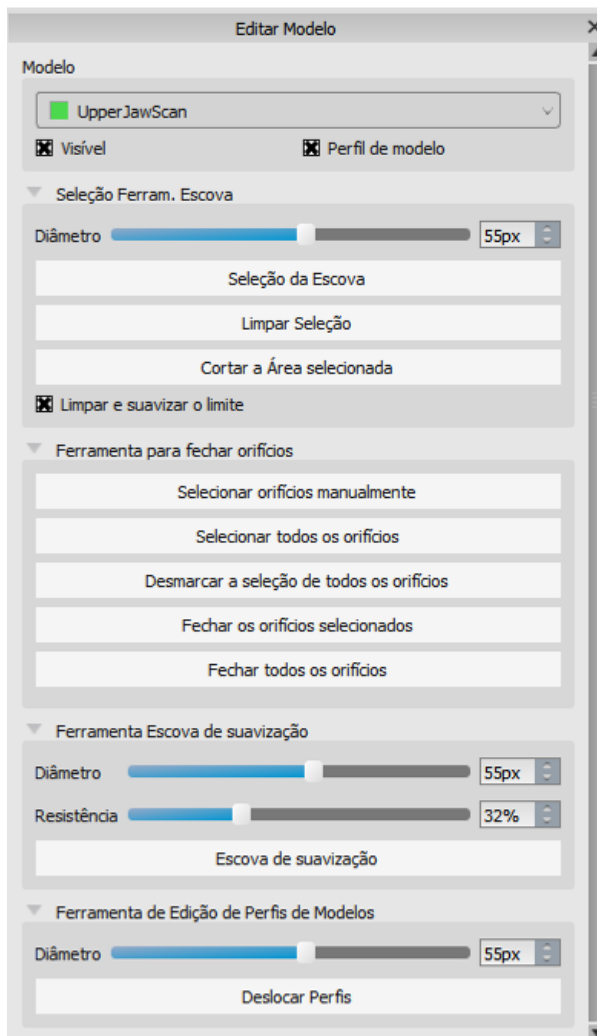 Editar Modelo
Modelo
UpperJawScan
Visível Perfil de modelo
Seleção Ferram. Escova
Diâmetro 55px
Seleção da Escova
Limpar Seleção
Cortar a Área selecionada
Limpar e suavizar o limite
Ferramenta para fechar orifícios
Selecionar orifícios manualmente
Selecionar todos os orifícios
Desmarcar a seleção de todos os orifícios
Fechar os orifícios selecionados
Fechar todos os orifícios
Ferramenta Escova de suavização
Diâmetro 55px
Resistência 32%
Escova de suavização
Ferramenta de Edição de Perfis de Modelos
Diâmetro 55px
Deslocar Perfis